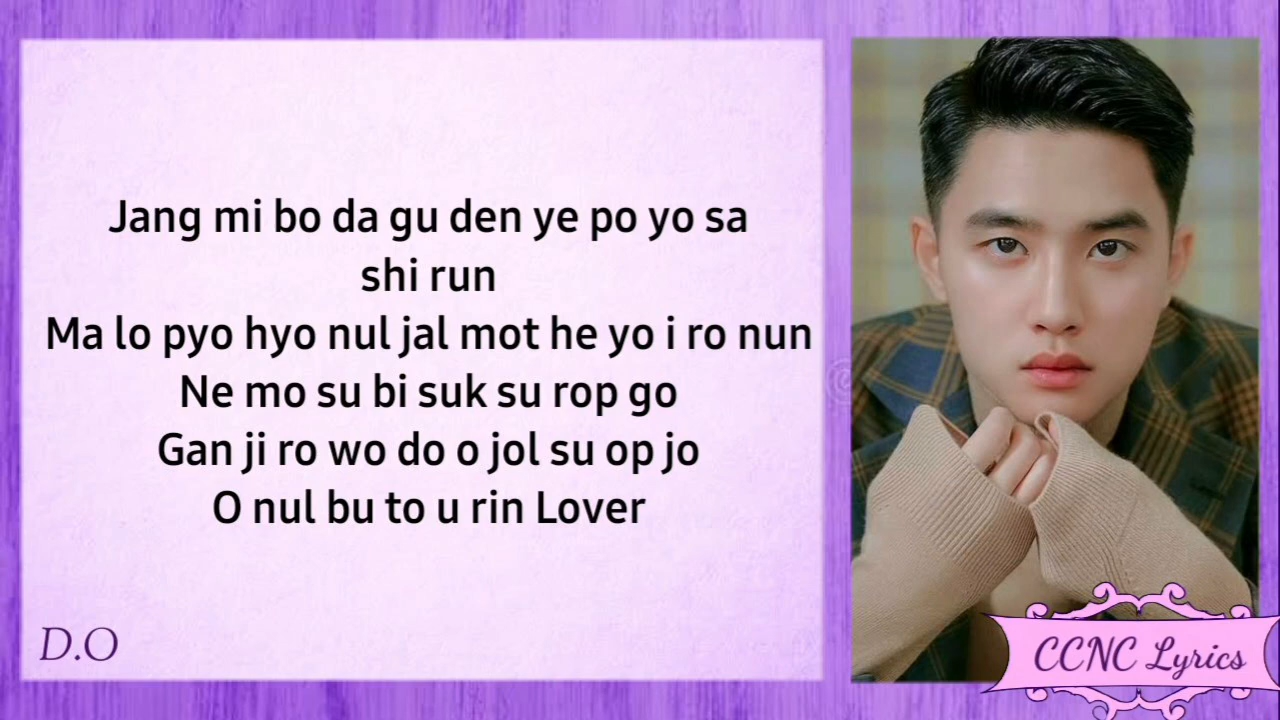 Jang mi bo da gu den ye po yo sa
shi run
Ma lo pyo hyo nul jal mot he yo i ro nun
Ne mo su bi suk su rop go
Gan ji ro wo do o jol su op jo
O nul bu to u rin Lover
D.O
CCNC Lyrics